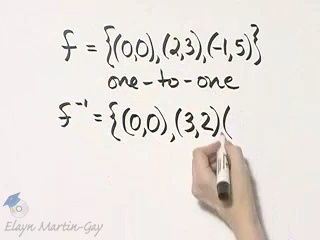 f = {(0,0),(2,3),(-1,5)}
one-to-one
f⁻¹ = {(0,0),(3,2)(
Elayn Martin-Gay